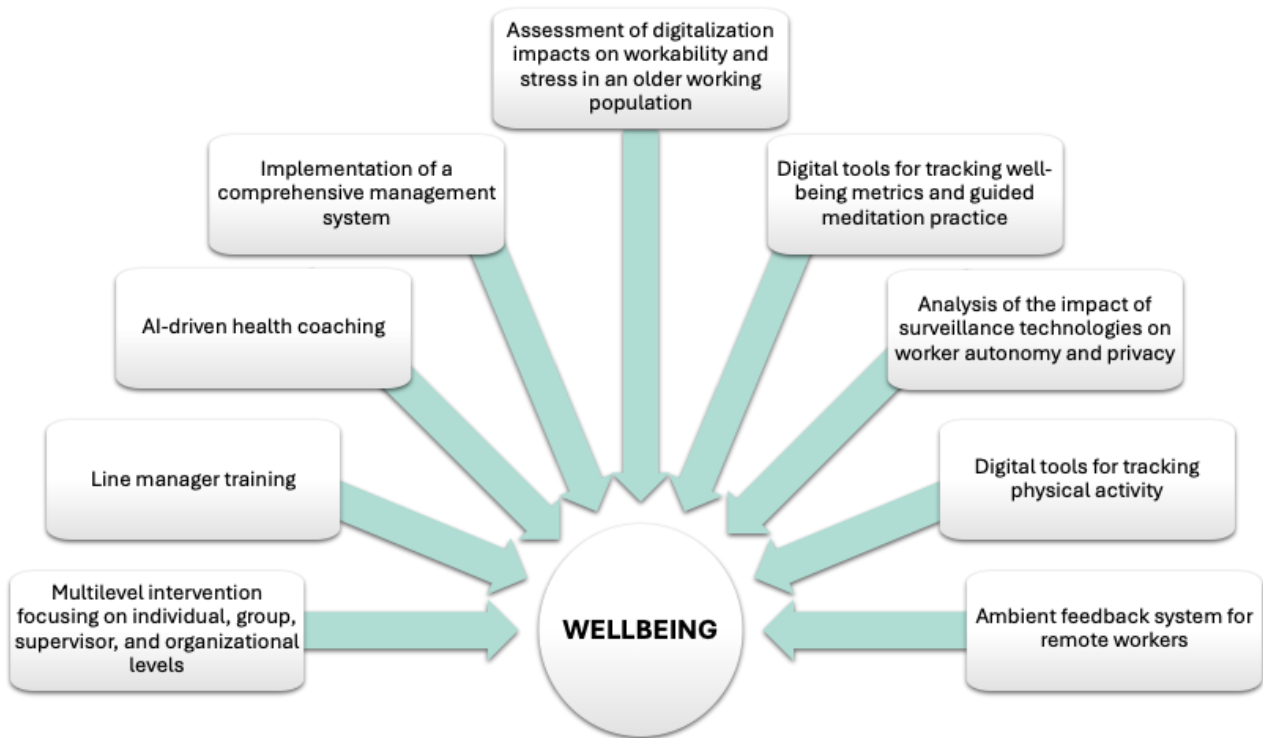 Assessment of digitalization
impacts on workability and
stress in an older working
population
Implementation of a
comprehensive management
system
Digital tools for tracking well-
being metrics and guided
meditation practice
AI-driven health coaching
Analysis of the impact of
surveillance technologies on
worker autonomy and privacy
Line manager training
Digital tools for tracking
physical activity
Multilevel intervention
focusing on individual, group,
supervisor, and organizational
levels
WELLBEING
Ambient feedback system for
remote workers